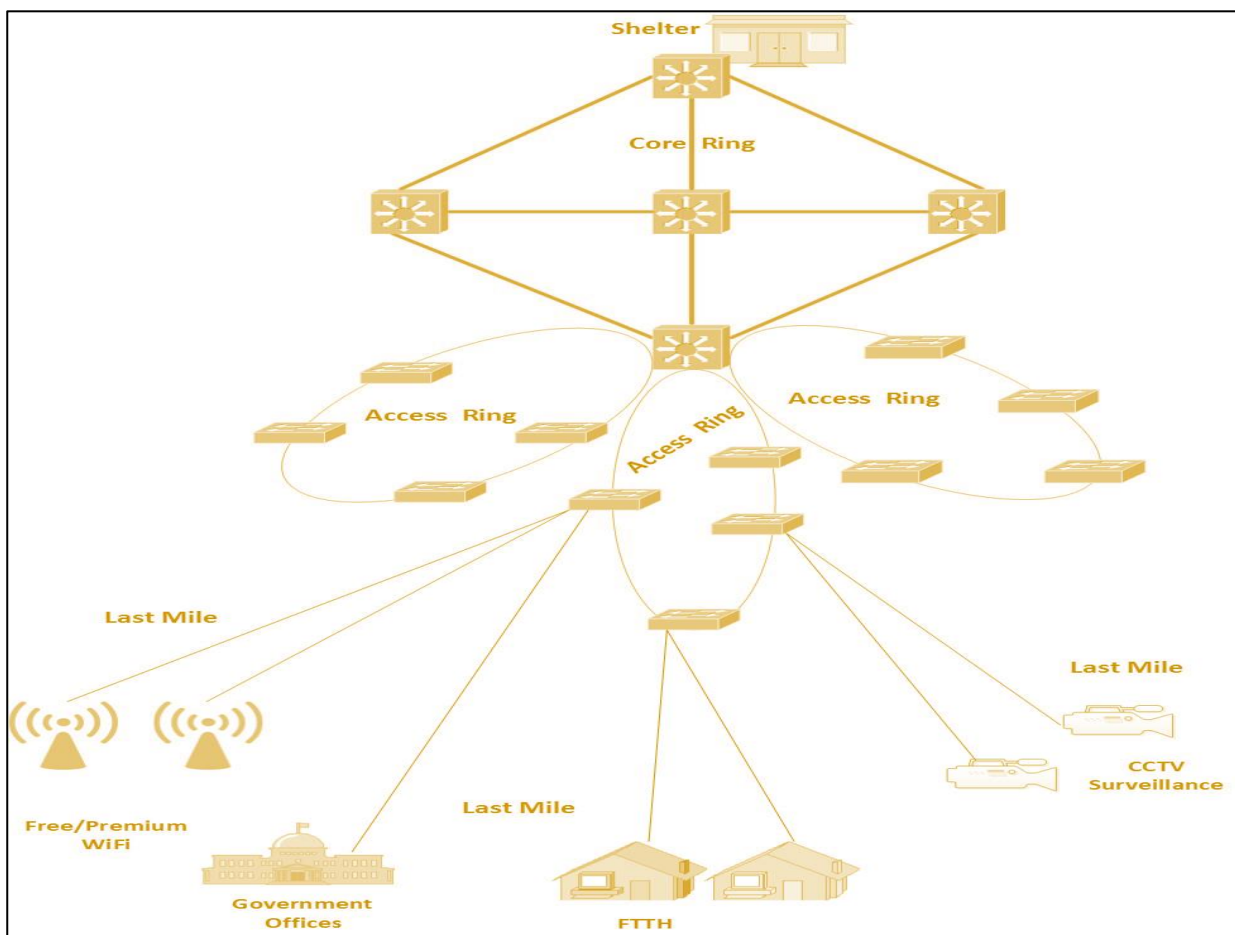 Shelter
Core Ring
Access Ring
Access Ring
Access Ring
Last Mile
Last Mile
CCTV
Surveillance
Last Mile
Free/Premium
WiFi
Government
Offices
FTTH